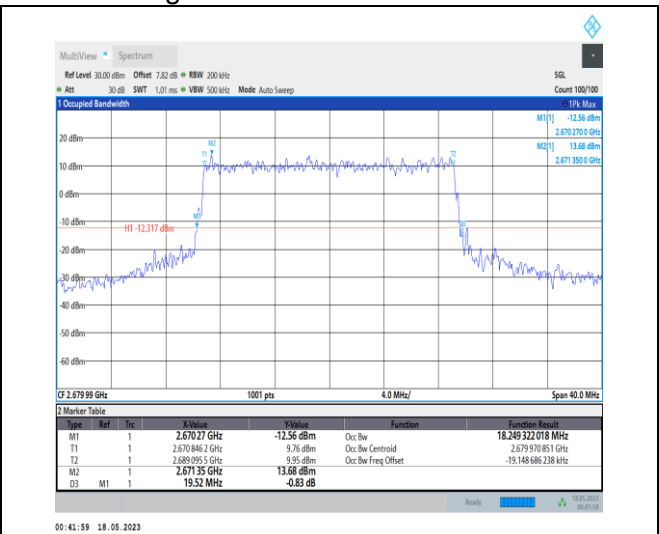 MultiView Spectrum
Ref Level 30.00 dBm Offset 7.82 dB RBW 200 kHz SGL
Att 30 dB SWT 1.01 ms VBW 500 kHz Mode Auto Sweep Count 100/100
1 Occupied Bandwidth 1Pk Max
M1[1] -12.56 dBm
2.670 270 0 GHz
M2[1] 13.68 dBm
2.671 350 0 GHz
20 dBm
M2
T1 T2
10 dBm
0 dBm
-10 dBm
H1 -12.317 dBm
-20 dBm
-30 dBm
-40 dBm
-50 dBm
-60 dBm
CF 2.679 99 GHz 1001 pts 4.0 MHz/ Span 40.0 MHz
2 Marker Table
Type Ref Trc X-Value Y-Value Function Function Result
M1 1 2.670 27 GHz -12.56 dBm Occ Bw 18.249 322 018 MHz
T1 1 2.670 846 2 GHz 9.76 dBm Occ Bw Centroid 2.679 970 851 GHz
T2 1 2.689 095 5 GHz 9.95 dBm Occ Bw Freq Offset -19.148 686 238 kHz
M2 1 2.671 35 GHz 13.68 dBm
D3 M1 1 19.52 MHz -0.83 dB
Ready 18.05.2023
00:41:58
00:41:59 18.05.2023